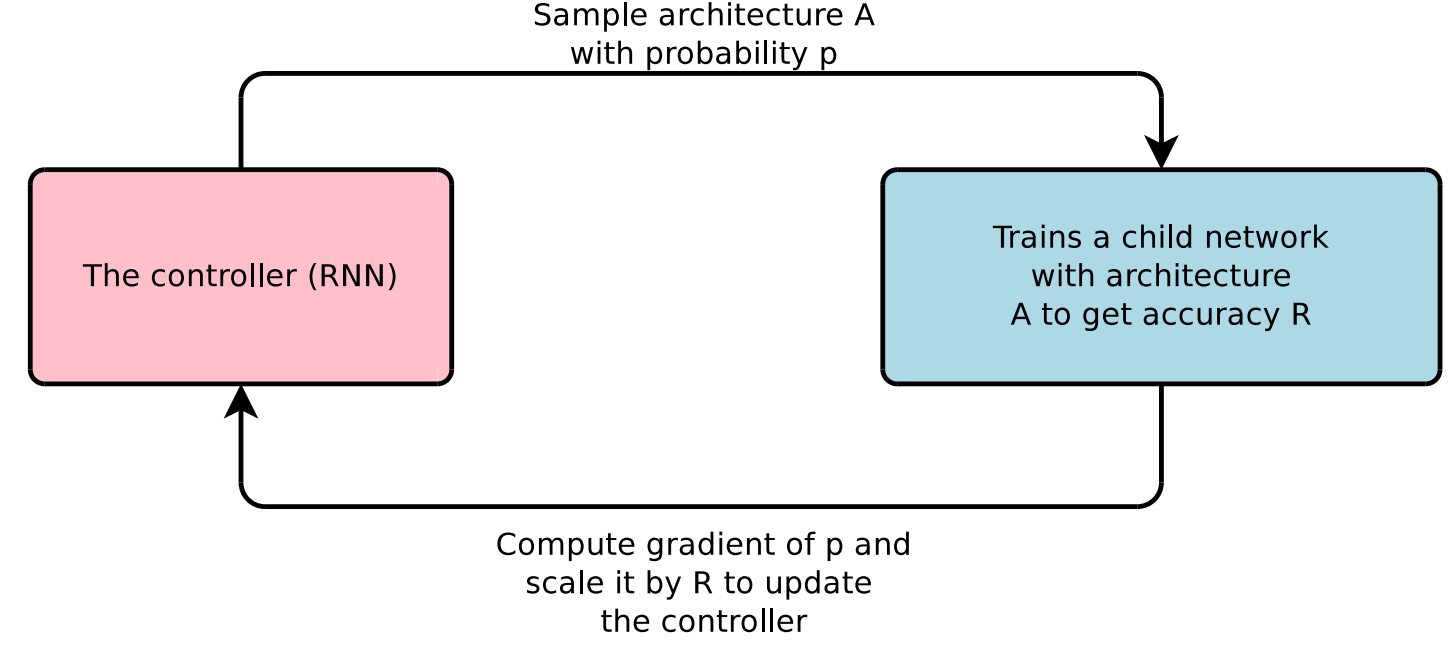 Sample architecture A
with probability p
The controller (RNN)
Trains a child network
with architecture
A to get accuracy R
Compute gradient of p and
scale it by R to update
the controller